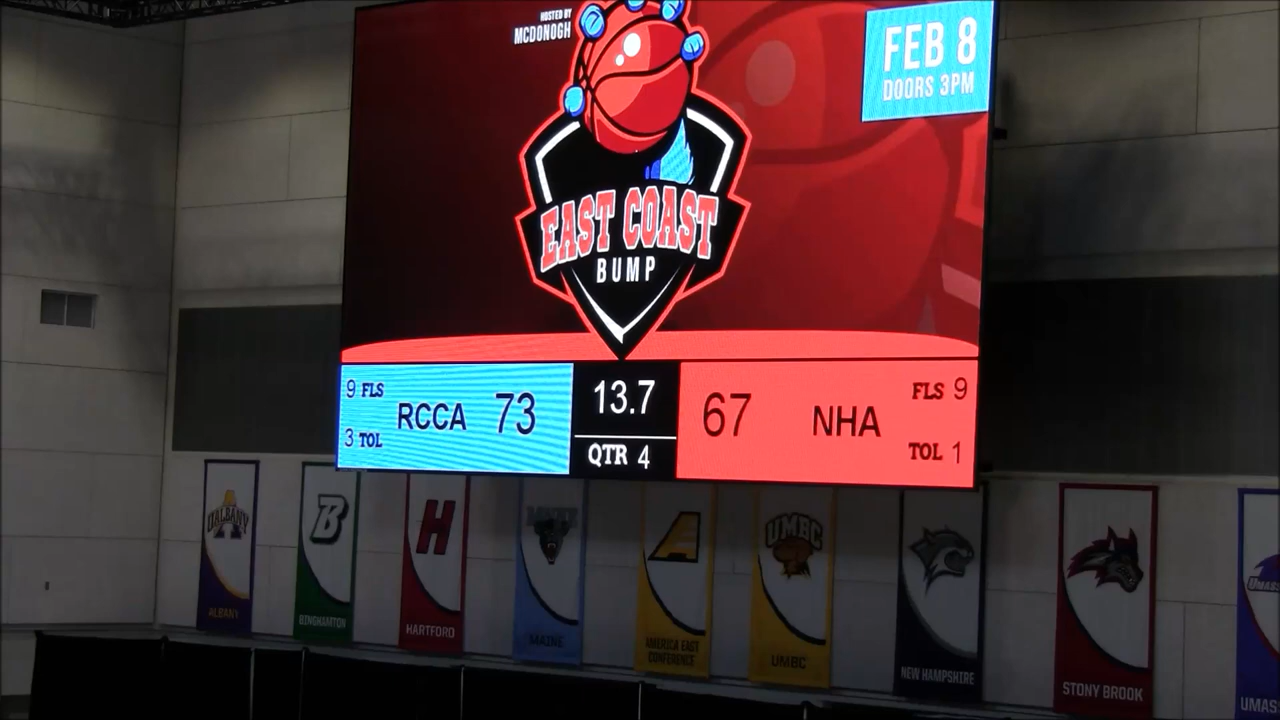 HOSTED BY
MCDONOGH
FEB 8
DOORS 3PM
EAST COAST
BUMP
9 FLS
3 TOL
RCCA 73
13.7
QTR 4
67 NHA
FLS 9
TOL 1
UALBANY
ALBANY
B
BINGHAMTON
H
HARTFORD
MAINE
A
AMERICA EAST
CONFERENCE
UMBC
UMBC
NEW HAMPSHIRE
STONY BROOK
UMASS
UMAS